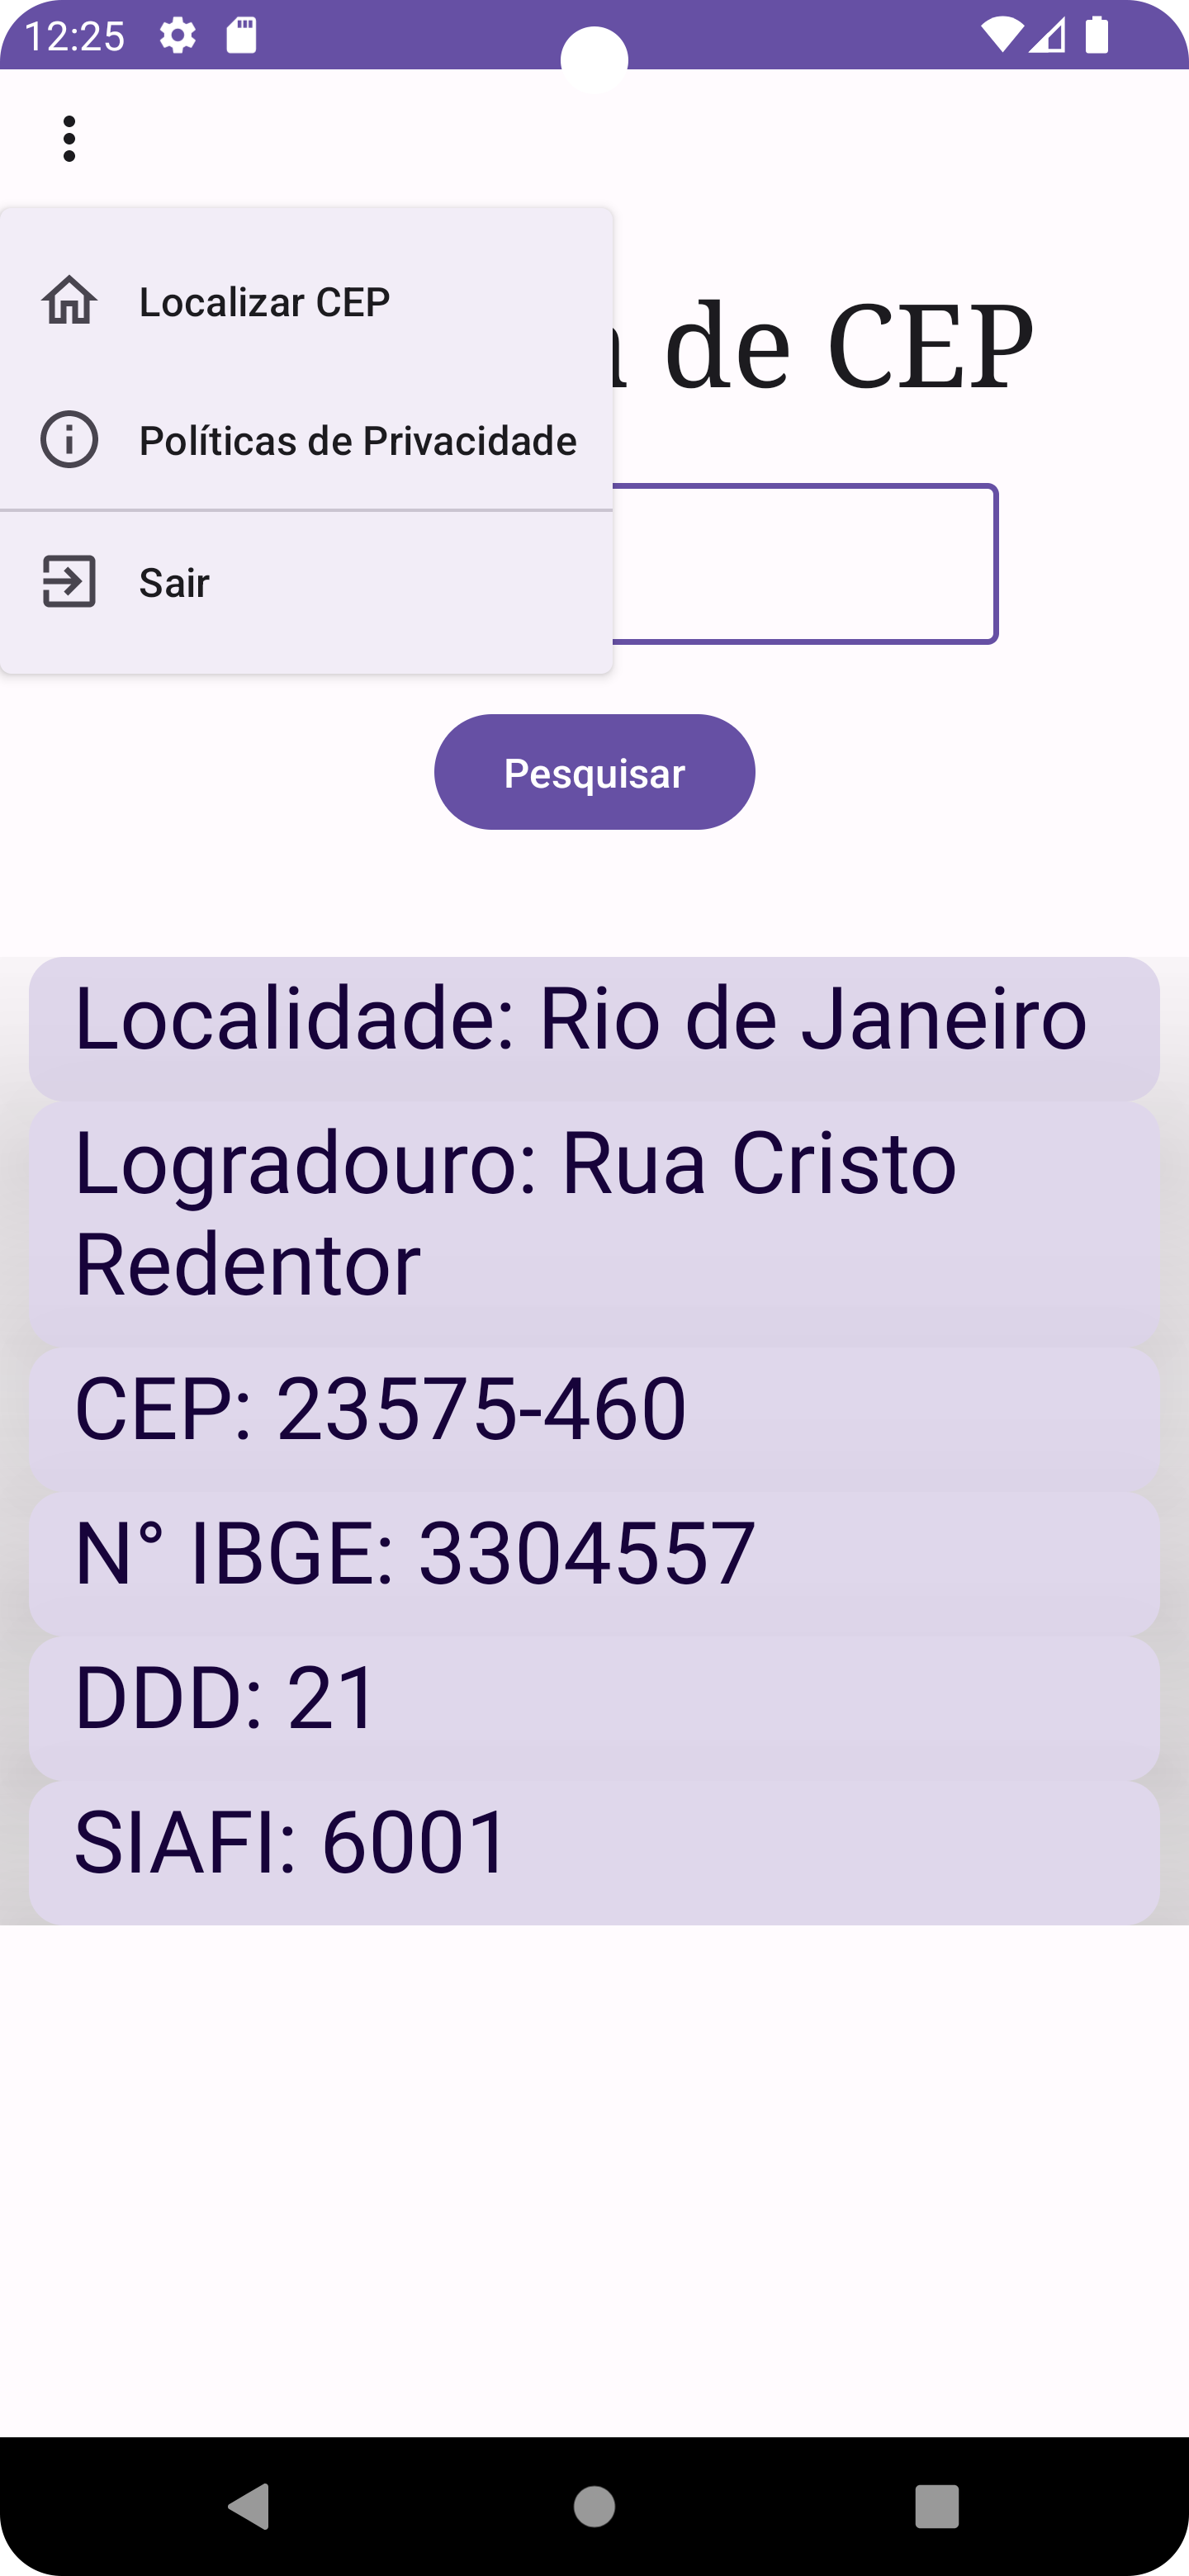 12:25
Localizar CEP
de CEP
Políticas de Privacidade
Sair
Pesquisar
Localidade: Rio de Janeiro
Logradouro: Rua Cristo
Redentor
CEP: 23575-460
N° IBGE: 3304557
DDD: 21
SIAFI: 6001